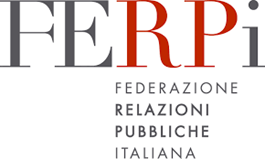 FERPi
FEDERAZIONE
RELAZIONI
PUBBLICHE
ITALIANA